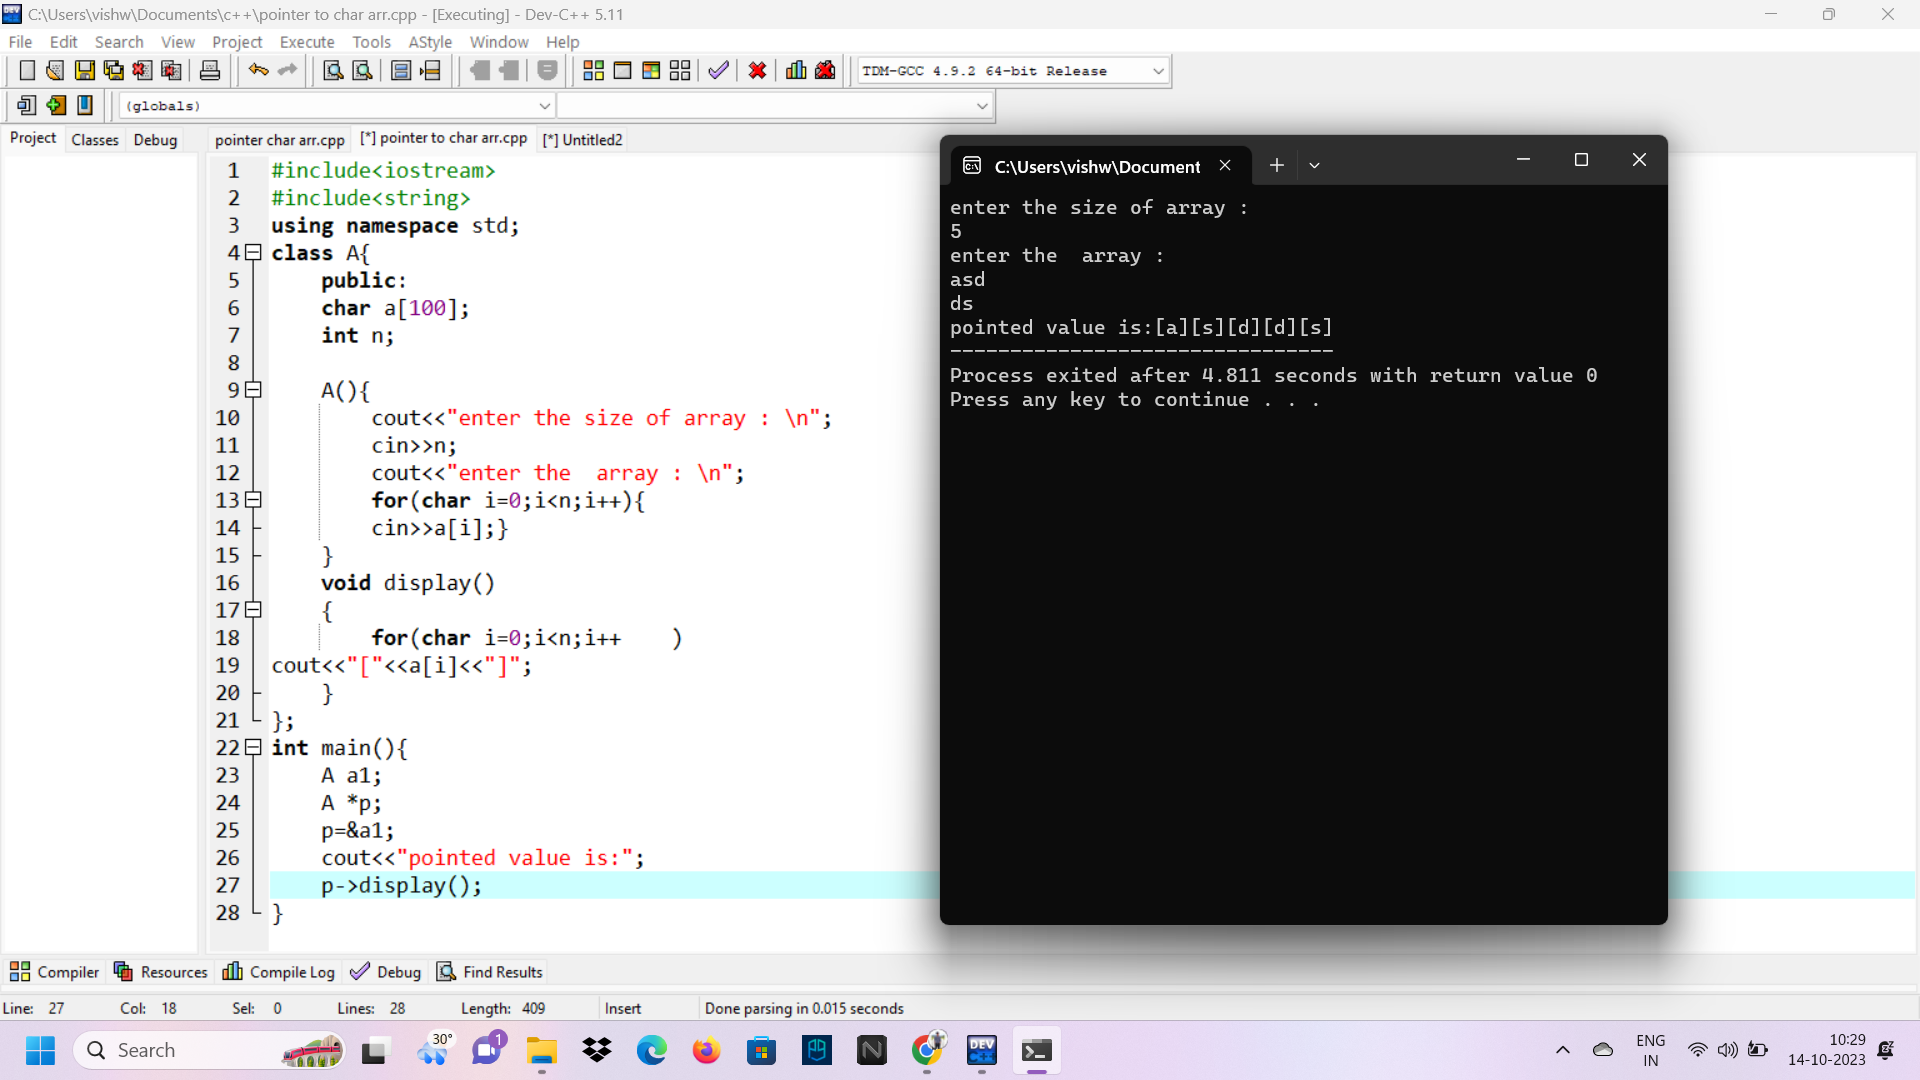 C:\Users\vishw\Documents\c++\pointer to char arr.cpp - [Executing] - Dev-C++ 5.11
File Edit Search View Project Execute Tools AStyle Window Help
TDM-GCC 4.9.2 64-bit Release
(globals)
Project Classes Debug
pointer char arr.cpp [*] pointer to char arr.cpp [*] Untitled2
1 #include<iostream>
2 #include<string>
3 using namespace std;
4 class A{
5 public:
6 char a[100];
7 int n;
8
9 A(){
10 cout<<"enter the size of array : \n";
11 cin>>n;
12 cout<<"enter the  array : \n";
13 for(char i=0;i<n;i++){
14 cin>>a[i];}
15 }
16 void display()
17 {
18 for(char i=0;i<n;i++    )
19 cout<<"["<<a[i]<<"]";
20 }
21 };
22 int main(){
23 A a1;
24 A *p;
25 p=&a1;
26 cout<<"pointed value is:";
27 p->display();
28 }
C:\Users\vishw\Document
enter the size of array :
5
enter the  array :
asd
ds
pointed value is:[a][s][d][d][s]
--------------------------------
Process exited after 4.811 seconds with return value 0
Press any key to continue . . .
Compiler Resources Compile Log Debug Find Results
Line: 27 Col: 18 Sel: 0 Lines: 28 Length: 409 Insert Done parsing in 0.015 seconds
Search
30°
1
DEV
ENG
IN
10:29
14-10-2023